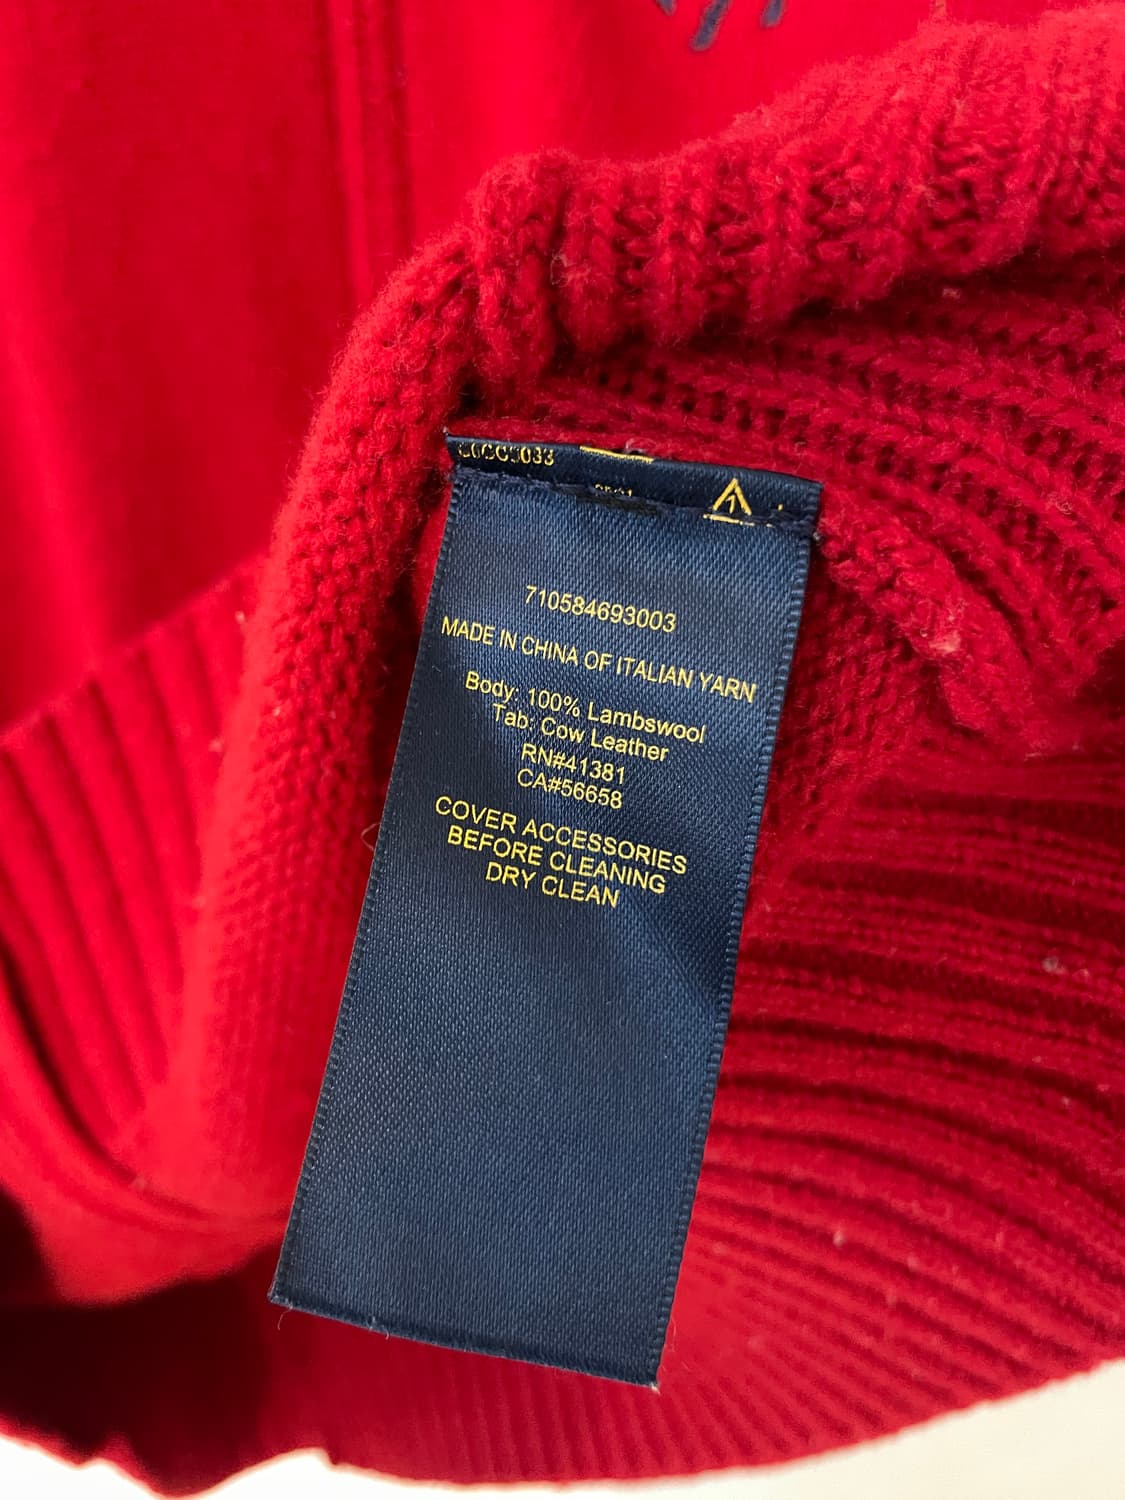 710584693003
MADE IN CHINA OF ITALIAN YARN
Body: 100% Lambswool
Tab: Cow Leather
RN#41381
CA#56658
COVER ACCESSORIES
BEFORE CLEANING
DRY CLEAN